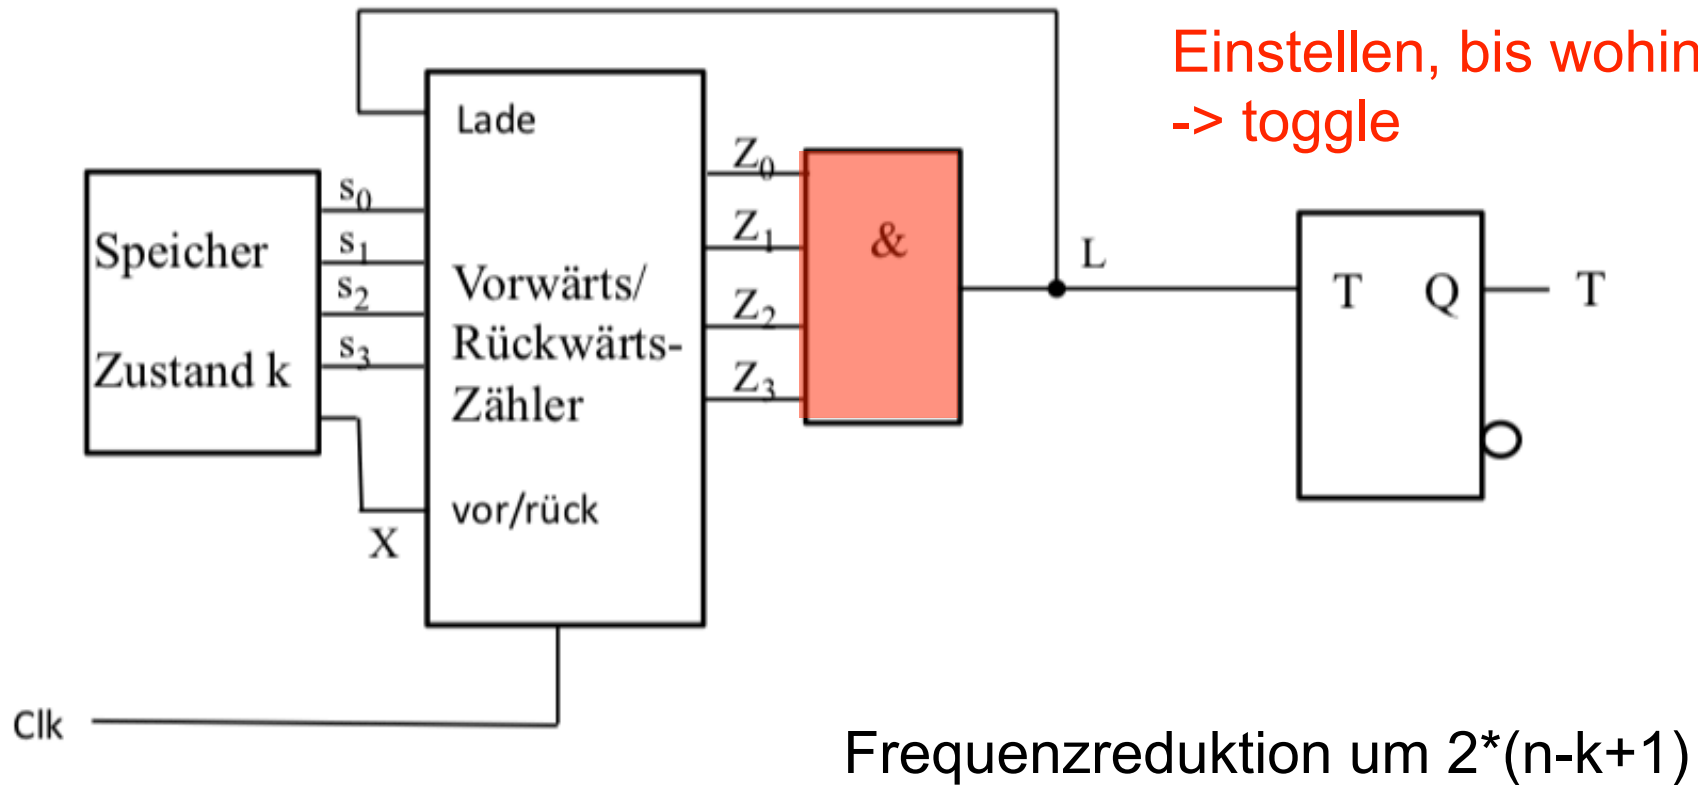 Einstellen, bis wohin
-> toggle
Lade
Z0
s0
Speicher
s1
Z1
&
L
s2
Vorwärts/
T
Q
T
Z2
Rückwärts-
s3
Zustand k
Z3
Zähler
vor/rück
X
Clk
Frequenzreduktion um 2*(n-k+1)